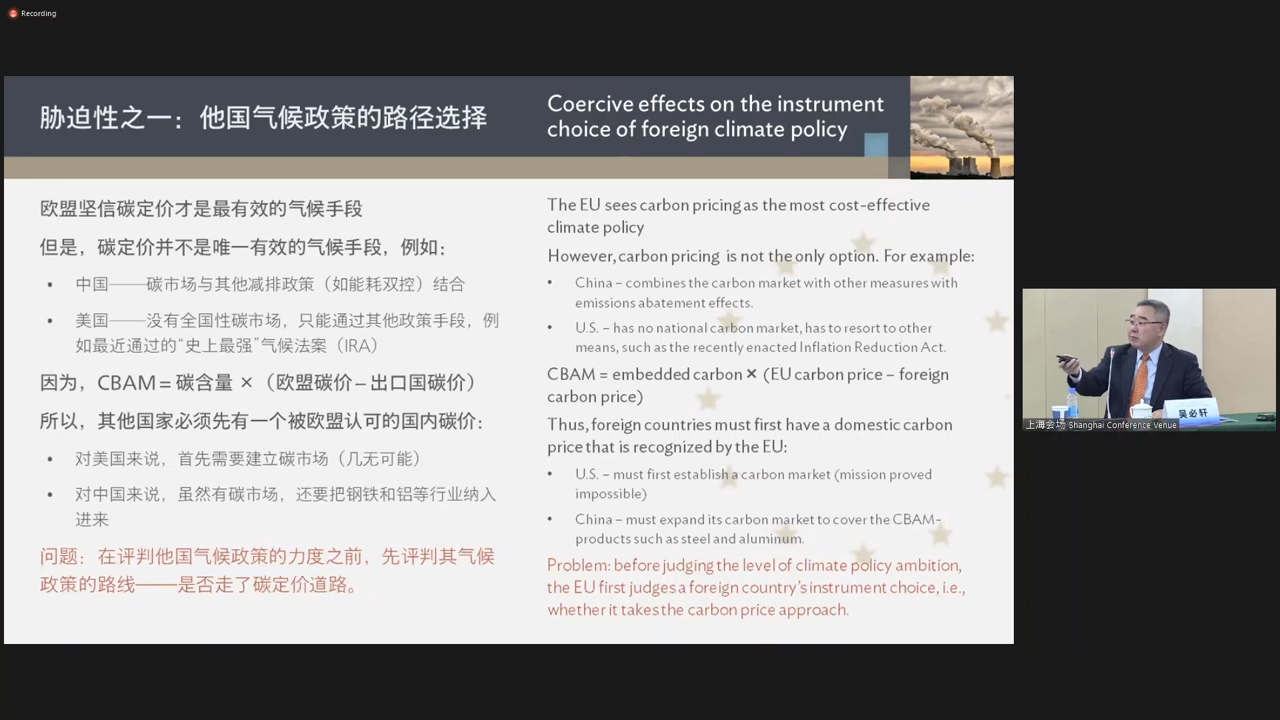 Recording
胁迫性之一：他国气候政策的路径选择
Coercive effects on the instrument
choice of foreign climate policy
欧盟坚信碳定价才是最有效的气候手段
但是，碳定价并不是唯一有效的气候手段，例如：
• 中国——碳市场与其他减排政策（如能耗双控）结合
• 美国——没有全国性碳市场，只能通过其他政策手段，例
如最近通过的“史上最强”气候法案（IRA）
因为，CBAM = 碳含量 ×（欧盟碳价 – 出口国碳价）
所以，其他国家必须先有一个被欧盟认可的国内碳价：
• 对美国来说，首先需要建立碳市场（几无可能）
• 对中国来说，虽然有碳市场，还要把钢铁和铝等行业纳入
进来
问题：在评判他国气候政策的力度之前，先评判其气候
政策的路线——是否走了碳定价道路。
The EU sees carbon pricing as the most cost-effective
climate policy
However, carbon pricing is not the only option. For example:
• China – combines the carbon market with other measures with
emissions abatement effects.
• U.S. – has no national carbon market, has to resort to other
means, such as the recently enacted Inflation Reduction Act.
CBAM = embedded carbon × (EU carbon price – foreign
carbon price)
Thus, foreign countries must first have a domestic carbon
price that is recognized by the EU:
• U.S. – must first establish a carbon market (mission proved
impossible)
• China – must expand its carbon market to cover the CBAM-
products such as steel and aluminum.
Problem: before judging the level of climate policy ambition,
the EU first judges a foreign country's instrument choice, i.e.,
whether it takes the carbon price approach.
吴必轩
上海会场 Shanghai Conference Venue